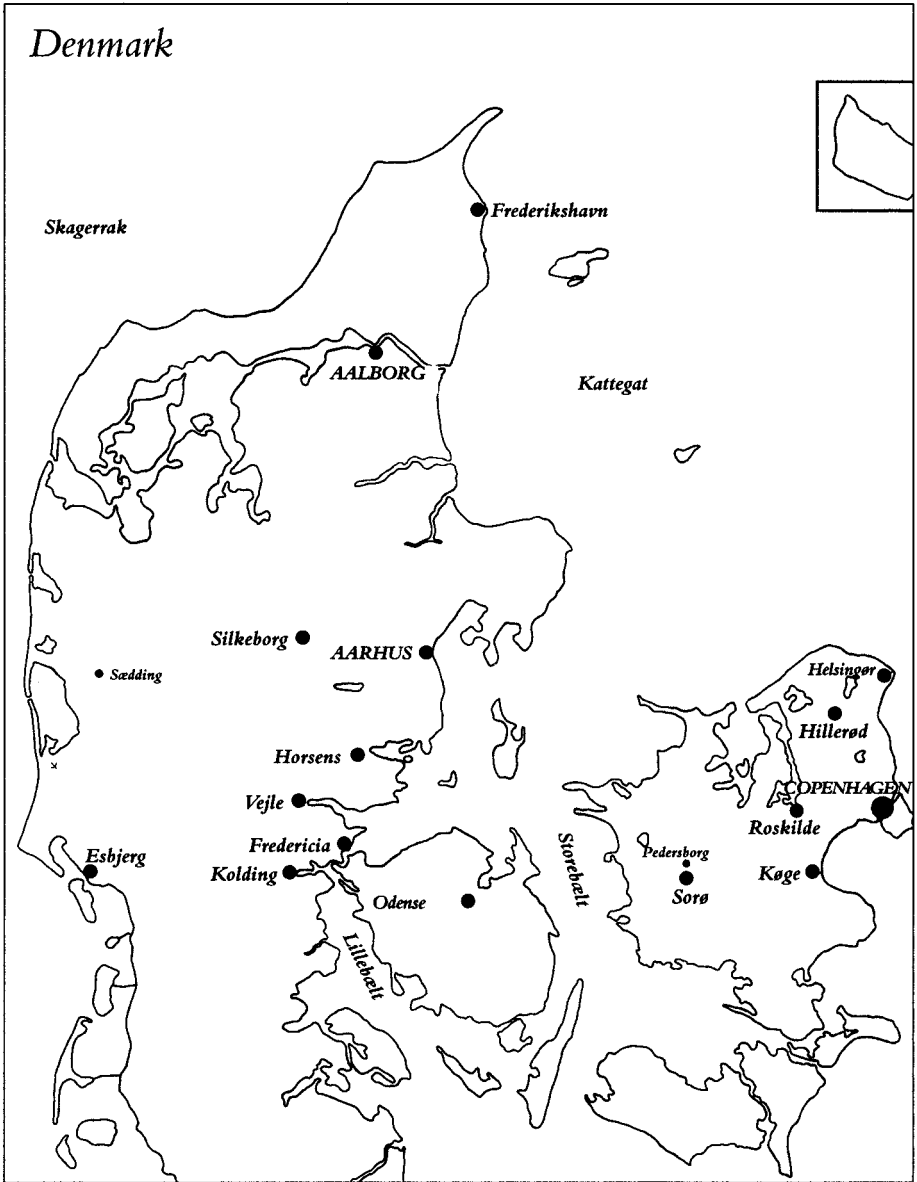 Denmark
Skagerrak
Frederikshavn
AALBORG
Kattegat
Silkeborg
AARHUS
Sædding
Helsingør
Hillerød
Horsens
COPENHAGEN
Vejle
Roskilde
Fredericia
Storebælt
Pedersborg
Esbjerg
Kolding
Køge
Odense
Sorø
Lillebælt